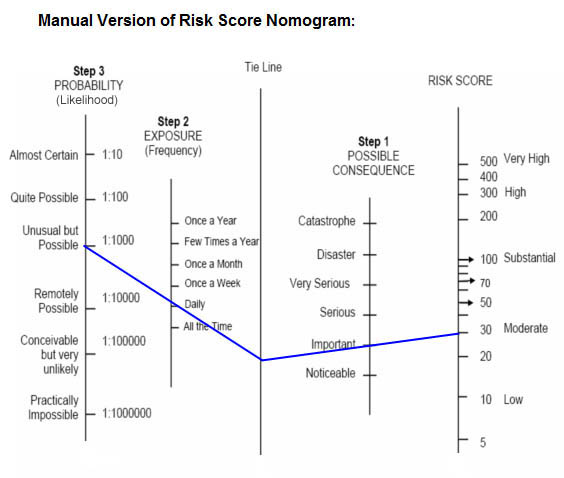 Manual Version of Risk Score Nomogram:
Step 3
PROBABILITY
(Likelihood)
Almost Certain 1:10
Quite Possible 1:100
Unusual but
Possible 1:1000
Remotely
Possible 1:10000
Conceivable
but very
unlikely 1:100000
Practically
Impossible 1:1000000
Step 2
EXPOSURE
(Frequency)
Once a Year
Few Times a Year
Once a Month
Once a Week
Daily
All the Time
Tie Line
Step 1
POSSIBLE
CONSEQUENCE
Catastrophe
Disaster
Very Serious
Serious
Important
Noticeable
RISK SCORE
500 Very High
400
300 High
200
100 Substantial
70
50
30 Moderate
20
10 Low
5